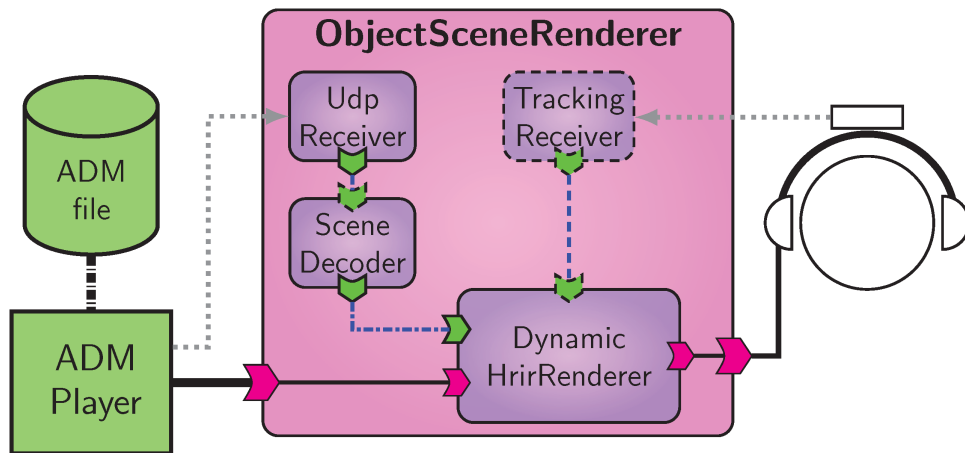 ObjectSceneRenderer
Udp
Receiver
Tracking
Receiver
ADM
file
Scene
Decoder
ADM
Player
Dynamic
HrirRenderer